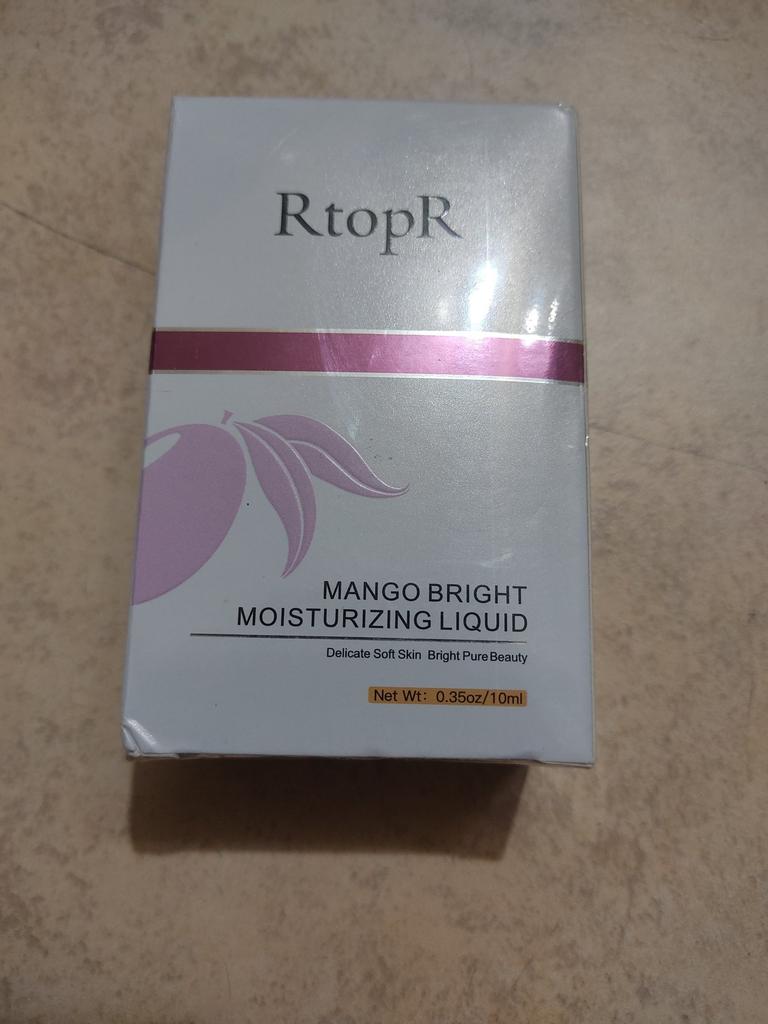 RtopR
MANGO BRIGHT
MOISTURIZING LIQUID
Delicate Soft Skin Bright Pure Beauty
Net Wt: 0.35oz/10ml